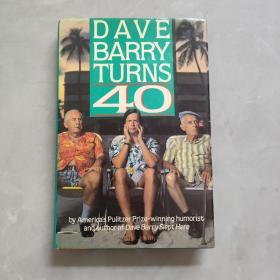 DAVE
BARRY
TURNS
40
by America's Pulitzer Prize-winning humorist
and author of Dave Barry Slept Here